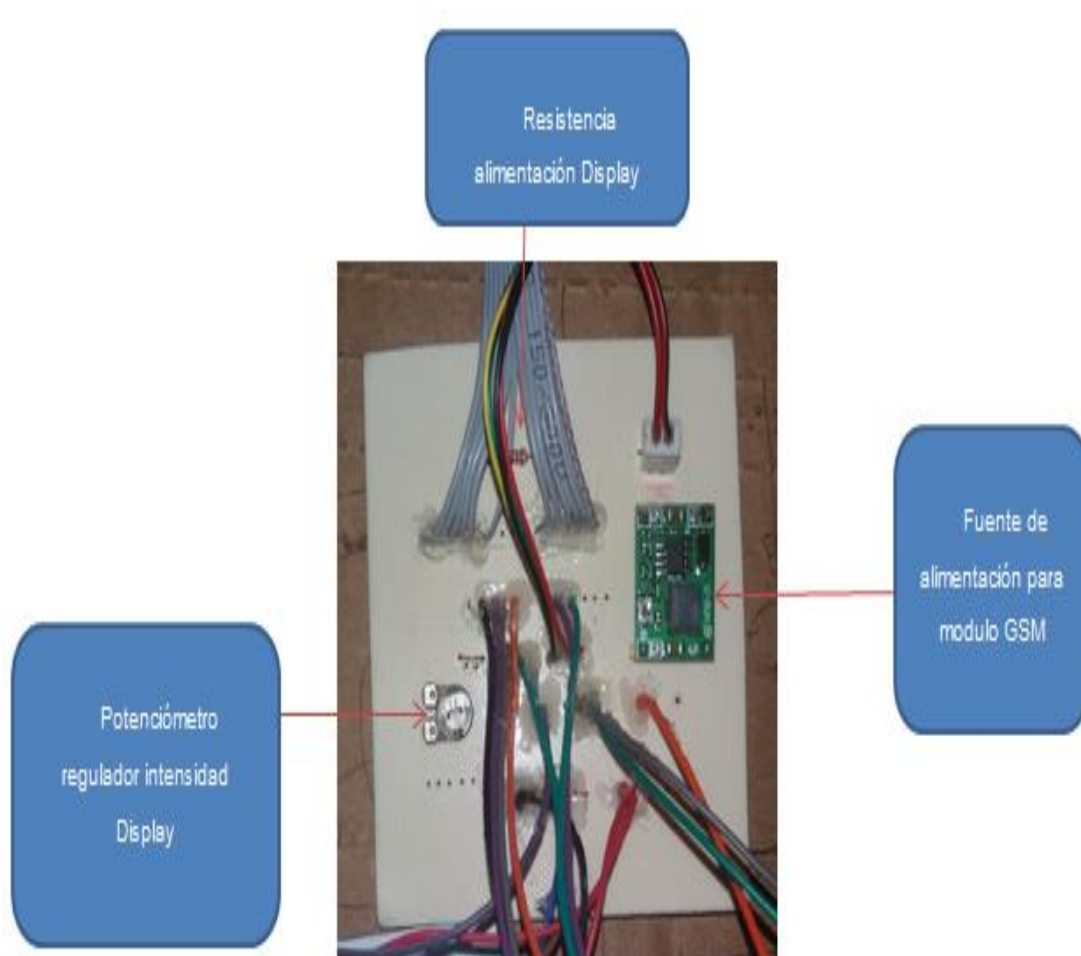 Resistencia
alimentación Display
Fuente de
alimentación para
modulo GSM
Potenciómetro
regulador intensidad
Display